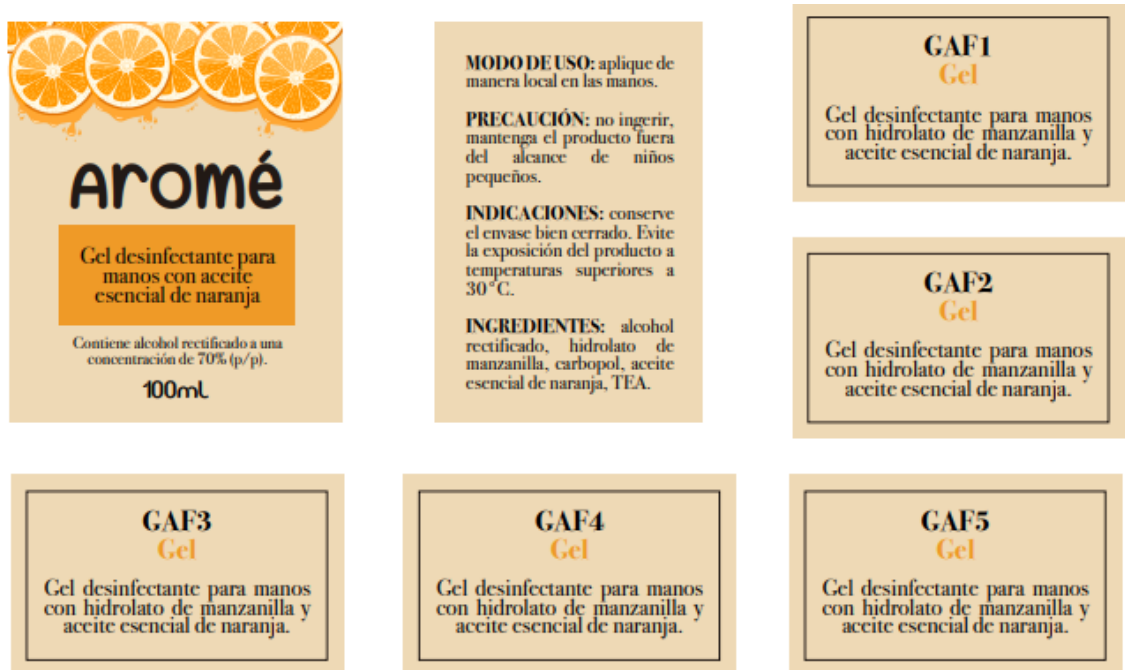 Aromé
Gel desinfectante para
manos con aceite
esencial de naranja
Contiene alcohol rectificado a una
concentración de 70% (p/p).
100mL
MODO DE USO: aplique de
manera local en las manos.
PRECAUCIÓN: no ingerir,
mantenga el producto fuera
del alcance de niños
pequeños.
INDICACIONES: conserve
el envase bien cerrado. Evite
la exposición del producto a
temperaturas superiores a
30°C.
INGREDIENTES: alcohol
rectificado, hidrolato de
manzanilla, carbopol, aceite
esencial de naranja, TEA.
GAF1
Gel
Gel desinfectante para manos
con hidrolato de manzanilla y
aceite esencial de naranja.
GAF2
Gel
Gel desinfectante para manos
con hidrolato de manzanilla y
aceite esencial de naranja.
GAF3
Gel
Gel desinfectante para manos
con hidrolato de manzanilla y
aceite esencial de naranja.
GAF4
Gel
Gel desinfectante para manos
con hidrolato de manzanilla y
aceite esencial de naranja.
GAF5
Gel
Gel desinfectante para manos
con hidrolato de manzanilla y
aceite esencial de naranja.